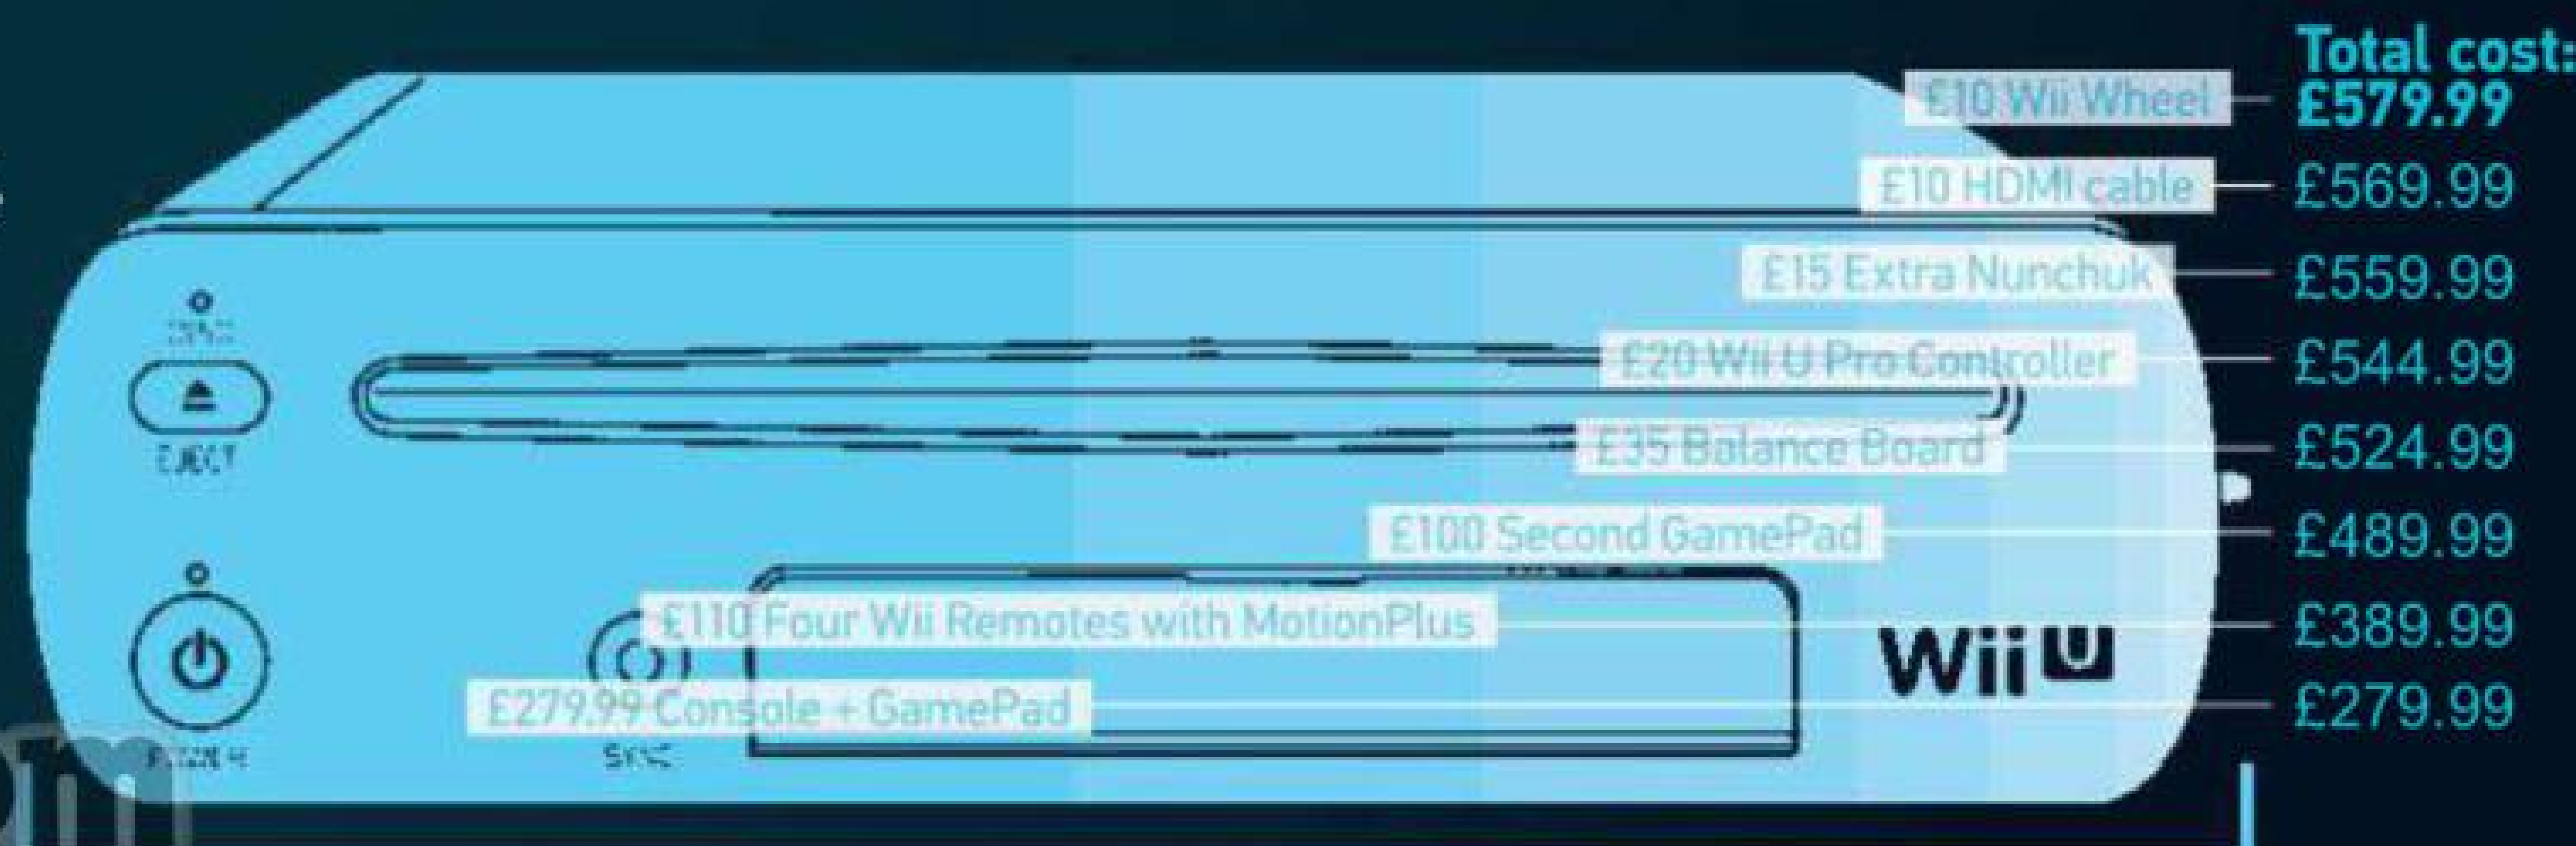 Total cost:
£10 Wii Wheel £579.99
£10 HDMI cable £569.99
£15 Extra Nunchuk £559.99
£20 Wii U Pro Controller £544.99
£35 Balance Board £524.99
EJECT
£100 Second GamePad £489.99
£110 Four Wii Remotes with MotionPlus £389.99
Wii U
£279.99 Console + GamePad £279.99
SYNC